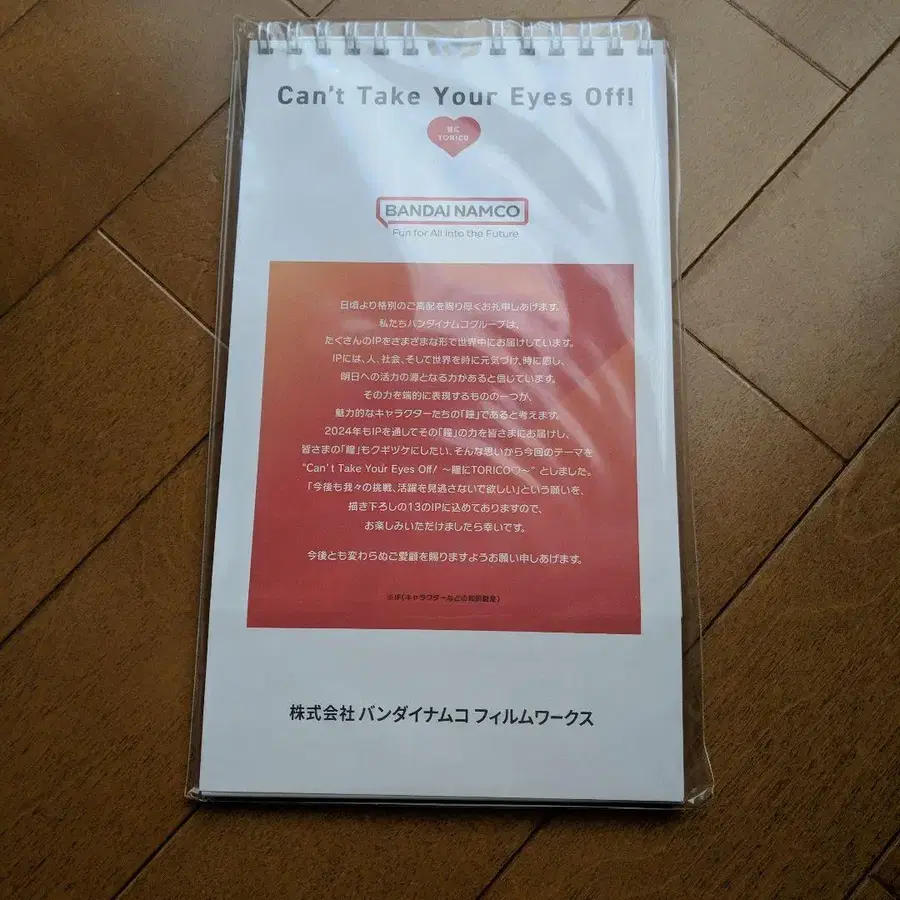 Can't Take Your Eyes Off!
瞳に
TORICO
BANDAI NAMCO
Fun for All into the Future
日頃より格別のご高配を賜り厚くお礼申しあげます。
私たちバンダイナムコグループは、
たくさんのIPをさまざまな形で世界中にお届けしています。
IPには、人、社会、そして世界を時に元気づけ、時に癒し、
明日への活力の源となる力があると信じています。
その力を端的に表現するものの一つが、
魅力的なキャラクターたちの「瞳」であると考えます。
2024年もIPを通してその「瞳」の力を皆さまにお届けし、
皆さまの「瞳」もクギヅケにしたい、そんな思いから今回のテーマを
"Can't Take Your Eyes Off! ～瞳にTORICO♡～" としました。
「今後も我々の挑戦、活躍を見逃さないで欲しい」という願いを、
描き下ろしの13のIPに込めておりますので、
お楽しみいただけましたら幸いです。
今後とも変わらぬご愛顧を賜りますようお願い申しあげます。
※IP(キャラクターなどの知的財産)
株式会社 バンダイナムコ フィルムワークス